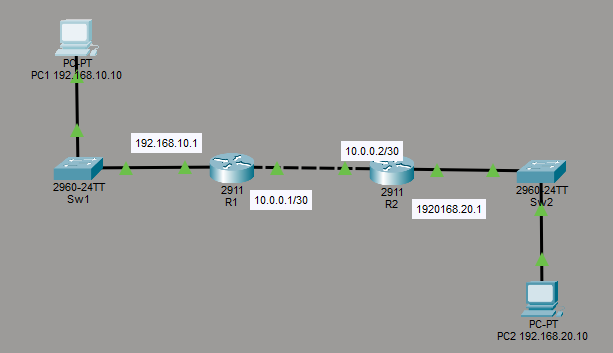 PC-PT
PC1 192.168.10.10
192.168.10.1
10.0.0.2/30
2960-24TT
Sw1
2911
R1
10.0.0.1/30
2911
R2
1920168.20.1
2960-24TT
Sw2
PC-PT
PC2 192.168.20.10